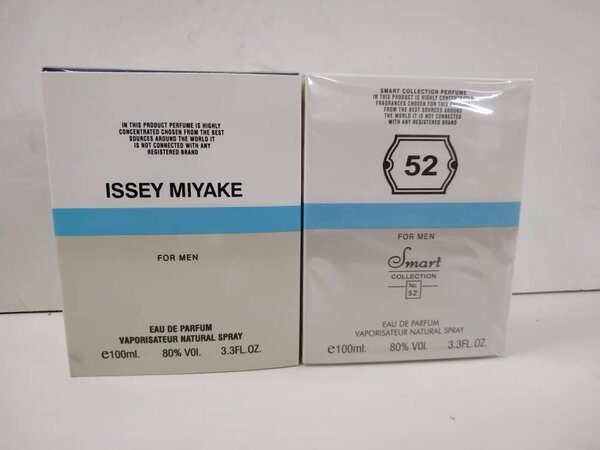 IN THIS PRODUCT PERFUME IS HIGHLY
CONCENTRATED CHOSEN FROM THE BEST
SOURCES AROUND THE WORLD IT
IS NOT CONNECTED WITH ANY
REGISTERED BRAND
ISSEY MIYAKE
FOR MEN
EAU DE PARFUM
VAPORISATEUR NATURAL SPRAY
e100ml. 80% VOl. 3.3FL.OZ.
SMART COLLECTION PERFUME
IN THIS PRODUCT IS HIGHLY CONCENTRATED
FRAGRANCES CHOSEN FOR THIS PERFUME
FROM THE BEST SOURCES AROUND
THE WORLD IT IS NOT CONNECTED
WITH ANY REGISTERED BRAND
52
FOR MEN
Smart
COLLECTION
No.
52
EAU DE PARFUM
VAPORISATEUR NATURAL SPRAY
e100ml. 80% VOl. 3.3FL.OZ.